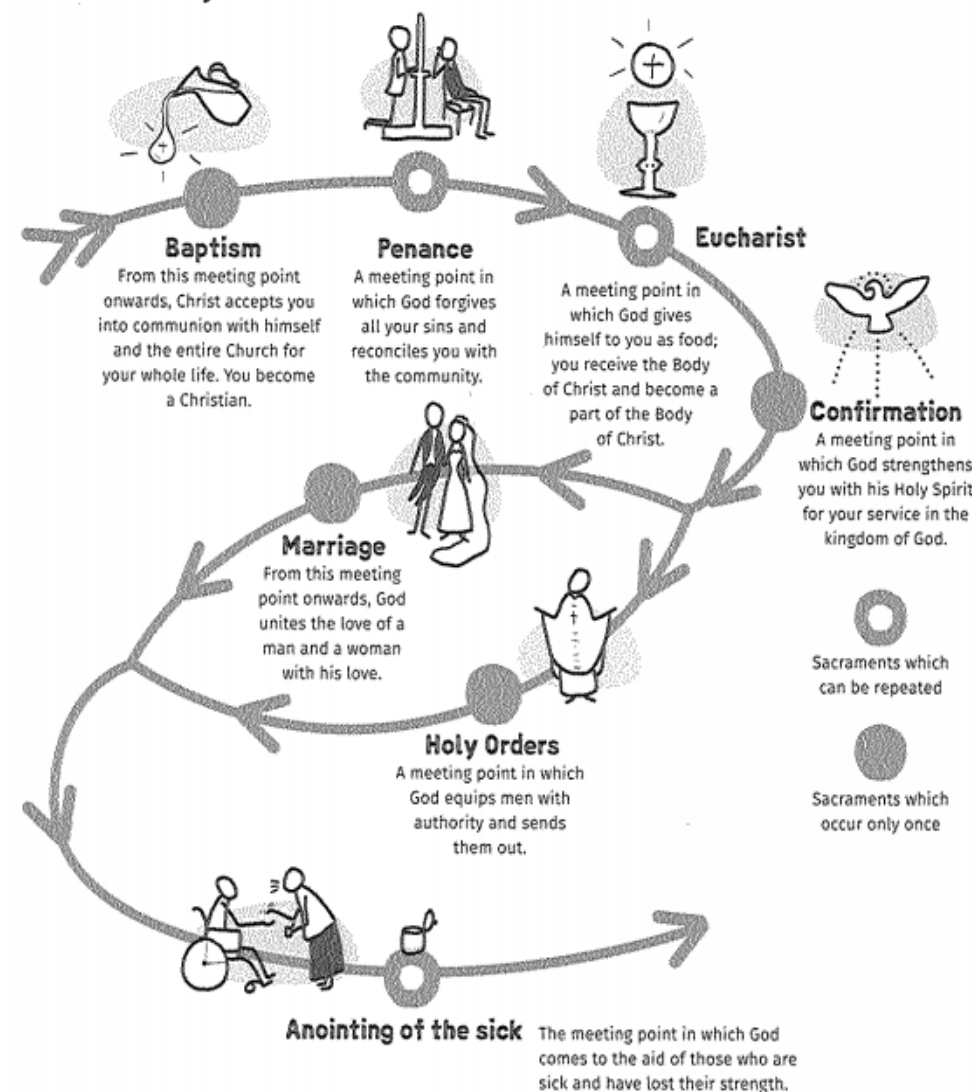 Baptism
From this meeting point
onwards, Christ accepts you
into communion with himself
and the entire Church for
your whole life. You become
a Christian.
Penance
A meeting point in
which God forgives
all your sins and
reconciles you with
the community.
Eucharist
A meeting point in
which God gives
himself to you as food;
you receive the Body
of Christ and become a
part of the Body
of Christ.
Confirmation
A meeting point in
which God strengthens
you with his Holy Spirit
for your service in the
kingdom of God.
Marriage
From this meeting
point onwards, God
unites the love of a
man and a woman
with his love.
Holy Orders
A meeting point in which
God equips men with
authority and sends
them out.
Sacraments which
can be repeated
Sacraments which
occur only once
Anointing of the sick
The meeting point in which God
comes to the aid of those who are
sick and have lost their strength.